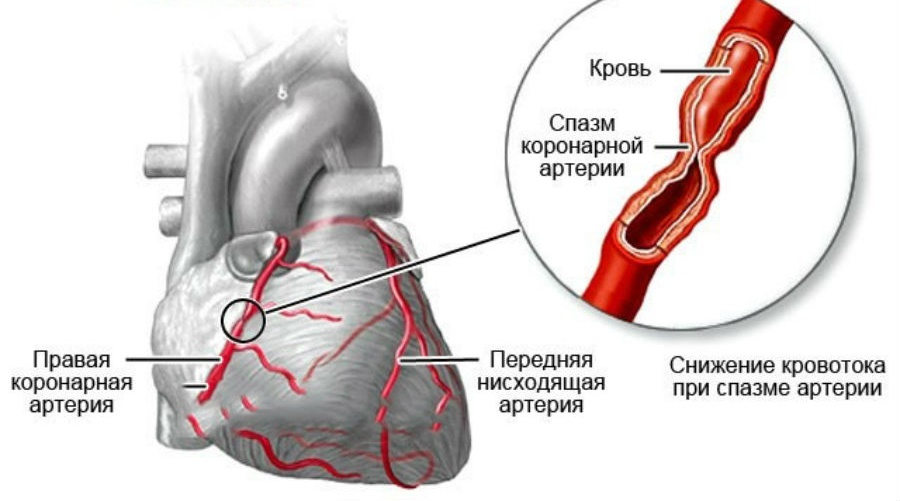 Кровь
Спазм
коронарной
артерии
Правая
коронарная
артерия
Передняя
нисходящая
артерия
Снижение кровотока
при спазме артерии